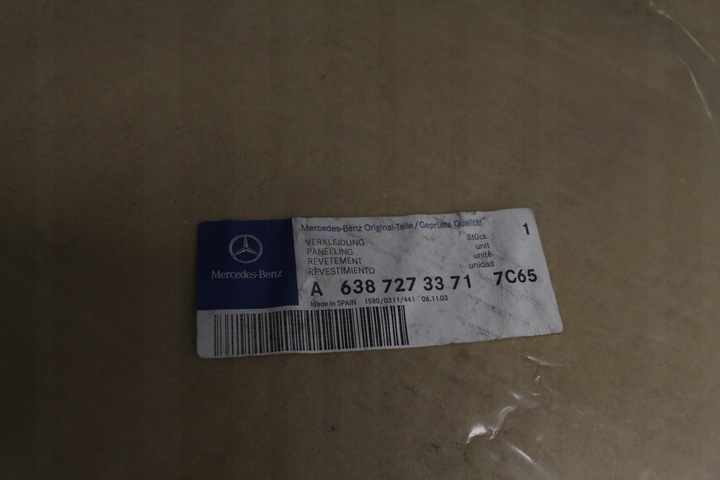 Mercedes-Benz Original-Teile/Geprüfte Qualität
VERKLEIDUNG Stück 1
PANELLING unit
REVETEMENT unité
REVESTIMIENTO unidad
Mercedes-Benz
A 638 727 33 71 7C65
Made in SPAIN 1580/0311/441 06.11.03